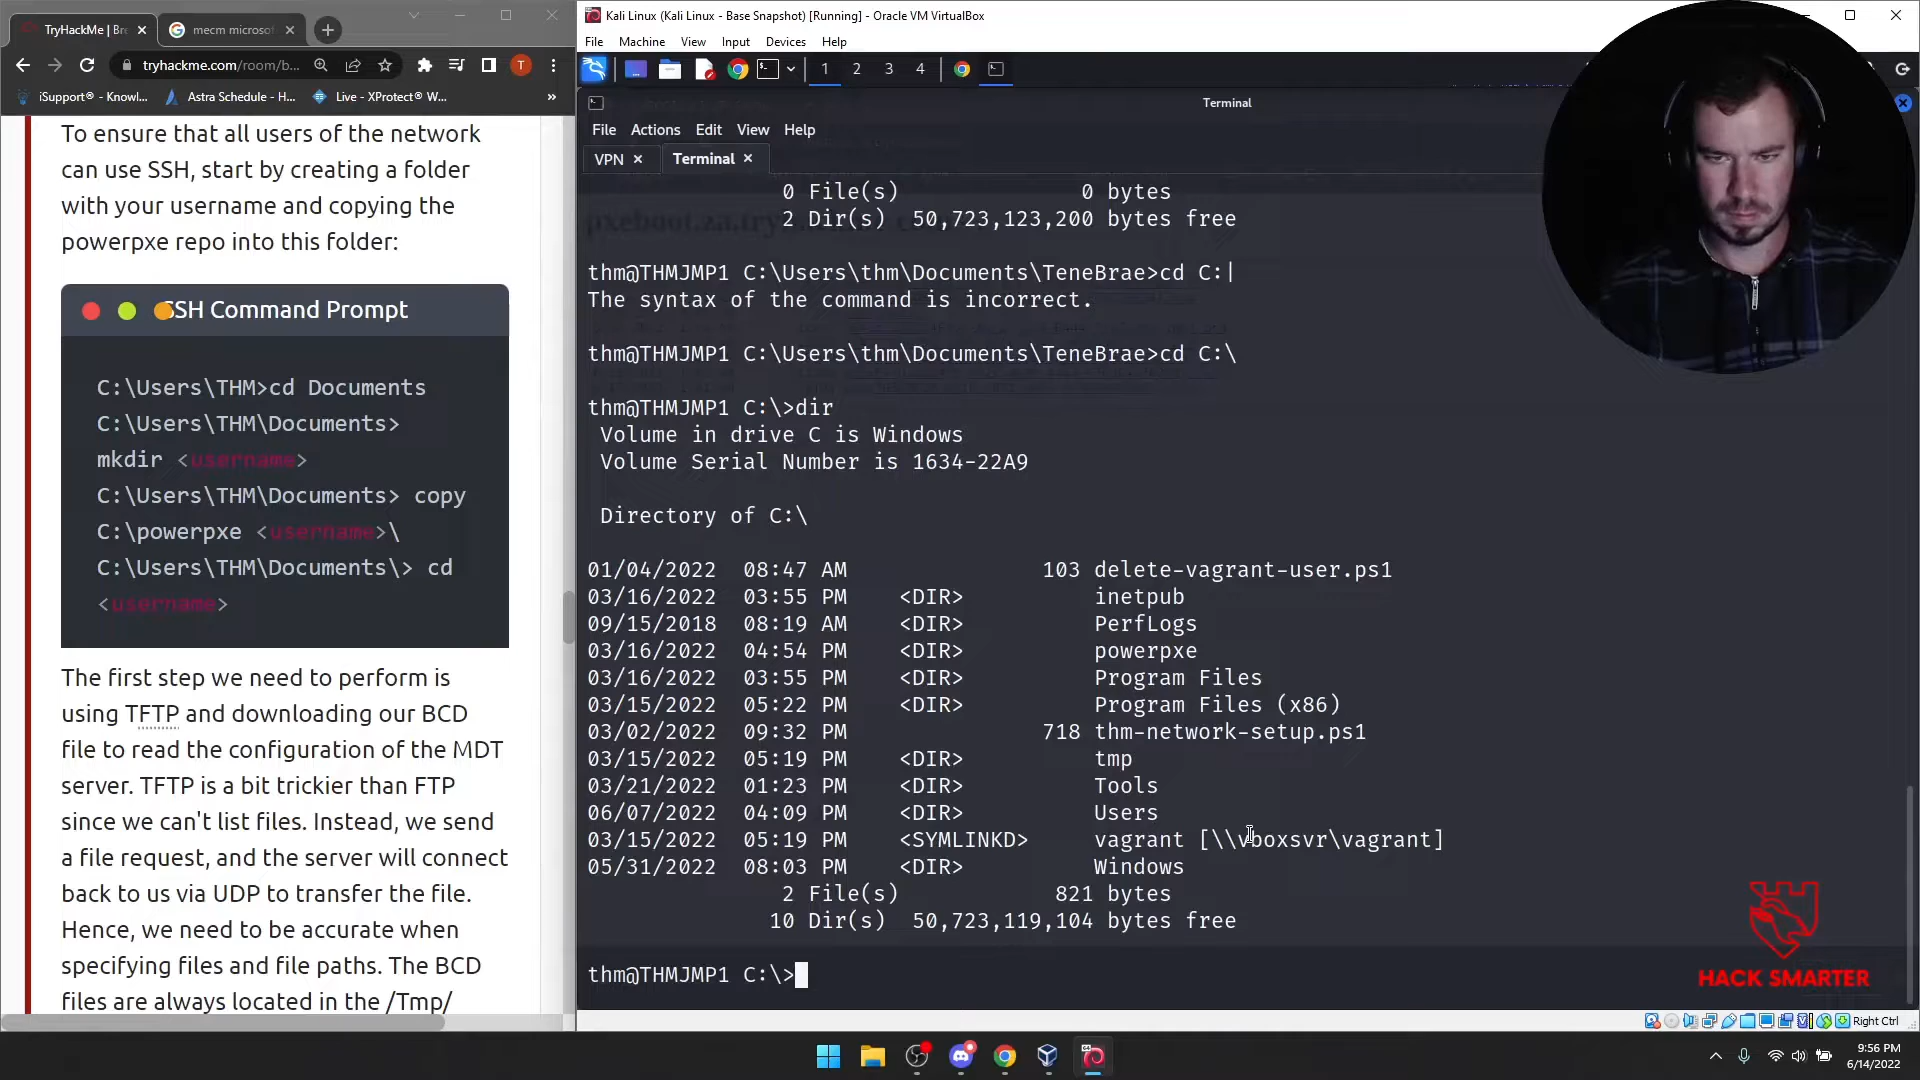 TryHackMe | Bre
mecm microsof
tryhackme.com/room/b...
T
iSupport® - Knowl...
Astra Schedule - H...
Live - XProtect® W...
»
To ensure that all users of the network
can use SSH, start by creating a folder
with your username and copying the
powerpxe repo into this folder:
SSH Command Prompt
C:\Users\THM>cd Documents
C:\Users\THM\Documents>
mkdir <username>
C:\Users\THM\Documents> copy
C:\powerpxe <username>\
C:\Users\THM\Documents\> cd
<username>
The first step we need to perform is
using TFTP and downloading our BCD
file to read the configuration of the MDT
server. TFTP is a bit trickier than FTP
since we can't list files. Instead, we send
a file request, and the server will connect
back to us via UDP to transfer the file.
Hence, we need to be accurate when
specifying files and file paths. The BCD
files are always located in the /Tmp/
Kali Linux (Kali Linux - Base Snapshot) [Running] - Oracle VM VirtualBox
File Machine View Input Devices Help
1 2 3 4
Terminal
File Actions Edit View Help
VPN Terminal
0 File(s) 0 bytes
2 Dir(s) 50,723,123,200 bytes free
thm@THMJMP1 C:\Users\thm\Documents\TeneBrae>cd C:|
The syntax of the command is incorrect.
thm@THMJMP1 C:\Users\thm\Documents\TeneBrae>cd C:\
thm@THMJMP1 C:\>dir
Volume in drive C is Windows
Volume Serial Number is 1634-22A9
Directory of C:\
01/04/2022 08:47 AM 103 delete-vagrant-user.ps1
03/16/2022 03:55 PM <DIR> inetpub
09/15/2018 08:19 AM <DIR> PerfLogs
03/16/2022 04:54 PM <DIR> powerpxe
03/16/2022 03:55 PM <DIR> Program Files
03/15/2022 05:22 PM <DIR> Program Files (x86)
03/02/2022 09:32 PM 718 thm-network-setup.ps1
03/15/2022 05:19 PM <DIR> tmp
03/21/2022 01:23 PM <DIR> Tools
06/07/2022 04:09 PM <DIR> Users
03/15/2022 05:19 PM <SYMLINKD> vagrant [\\vboxsvr\vagrant]
05/31/2022 08:03 PM <DIR> Windows
2 File(s) 821 bytes
10 Dir(s) 50,723,119,104 bytes free
thm@THMJMP1 C:\>
HACK SMARTER
Right Ctrl
9:56 PM
6/14/2022